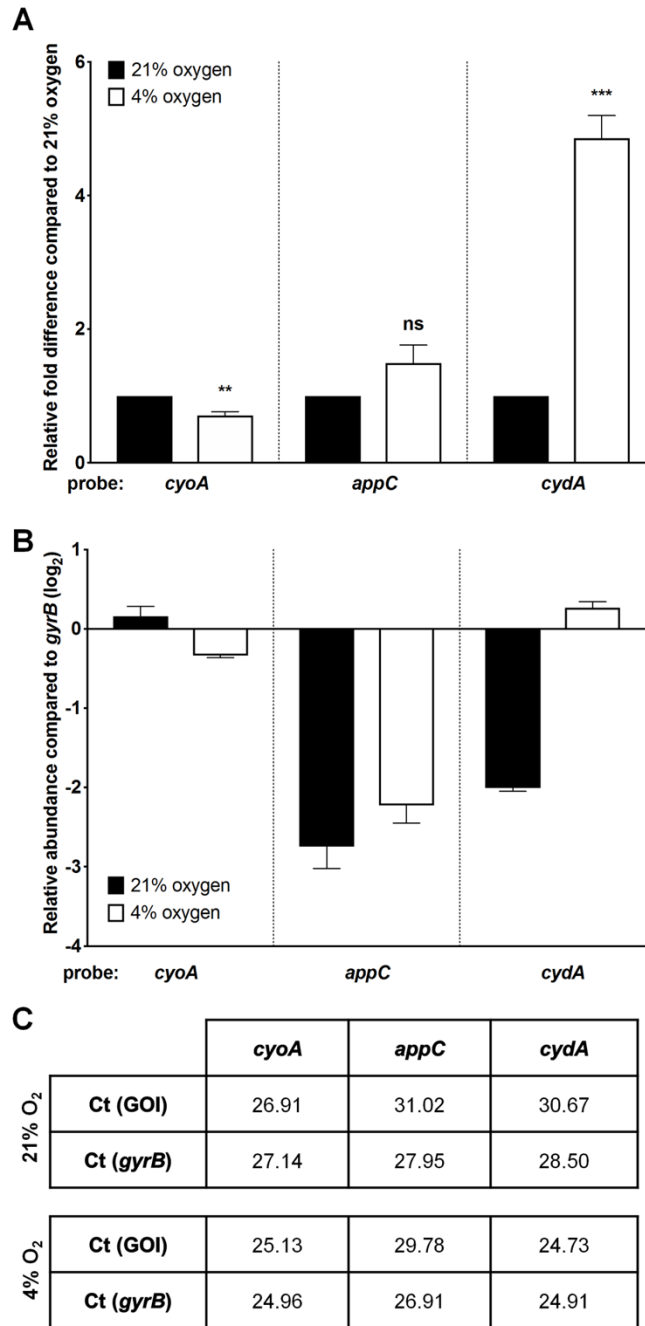 A
Relative fold difference compared to 21% oxygen
6
4
2
0
21% oxygen
4% oxygen
**
ns
***
probe: cyoA appC cydA
B
Relative abundance compared to gyrB (log2)
1
0
-1
-2
-3
-4
21% oxygen
4% oxygen
probe: cyoA appC cydA
C
cyoA appC cydA
21% O2
Ct (GOI) 26.91 31.02 30.67
Ct (gyrB) 27.14 27.95 28.50
4% O2
Ct (GOI) 25.13 29.78 24.73
Ct (gyrB) 24.96 26.91 24.91